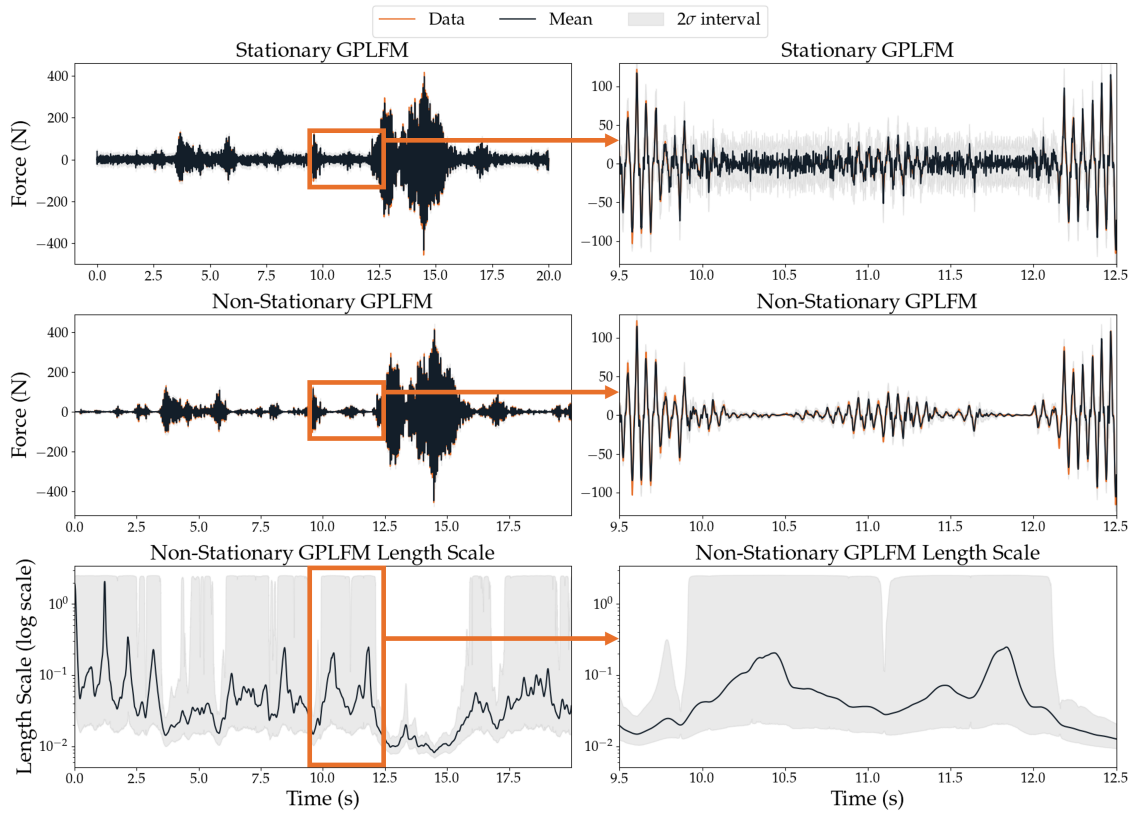 Data Mean 2σ interval
Stationary GPLFM Stationary GPLFM
Force (N)
400
200
0
−200
−400
0.0 2.5 5.0 7.5 10.0 12.5 15.0 17.5 20.0
100
50
0
−50
−100
9.5 10.0 10.5 11.0 11.5 12.0 12.5
Non-Stationary GPLFM Non-Stationary GPLFM
Force (N)
400
200
0
−200
−400
0.0 2.5 5.0 7.5 10.0 12.5 15.0 17.5
100
50
0
−50
−100
9.5 10.0 10.5 11.0 11.5 12.0 12.5
Non-Stationary GPLFM Length Scale Non-Stationary GPLFM Length Scale
Length Scale (log scale)
10⁰
10⁻¹
10⁻²
0.0 2.5 5.0 7.5 10.0 12.5 15.0 17.5
Time (s)
10⁰
10⁻¹
10⁻²
9.5 10.0 10.5 11.0 11.5 12.0 12.5
Time (s)